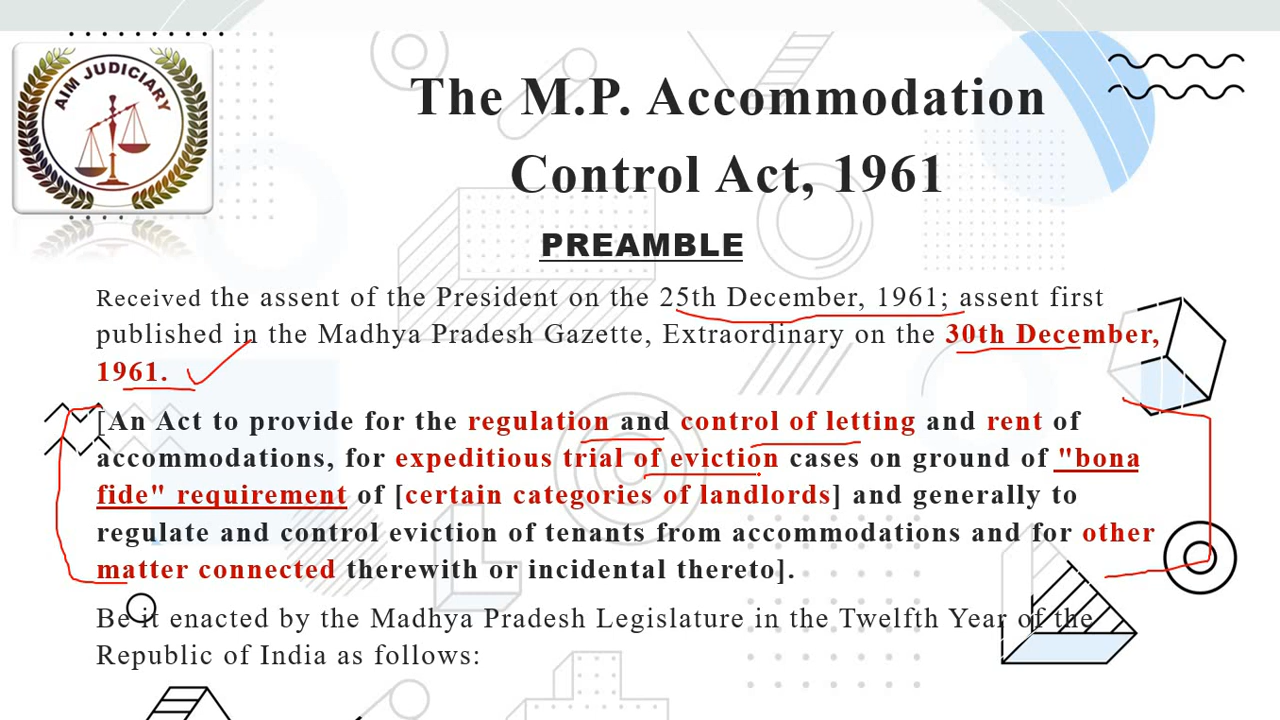 AIM JUDICIARY
The M.P. Accommodation
Control Act, 1961
PREAMBLE
Received the assent of the President on the 25th December, 1961; assent first
published in the Madhya Pradesh Gazette, Extraordinary on the 30th December,
1961.
[An Act to provide for the regulation and control of letting and rent of
accommodations, for expeditious trial of eviction cases on ground of "bona
fide" requirement of [certain categories of landlords] and generally to
regulate and control eviction of tenants from accommodations and for other
matter connected therewith or incidental thereto].
Be it enacted by the Madhya Pradesh Legislature in the Twelfth Year of the
Republic of India as follows: